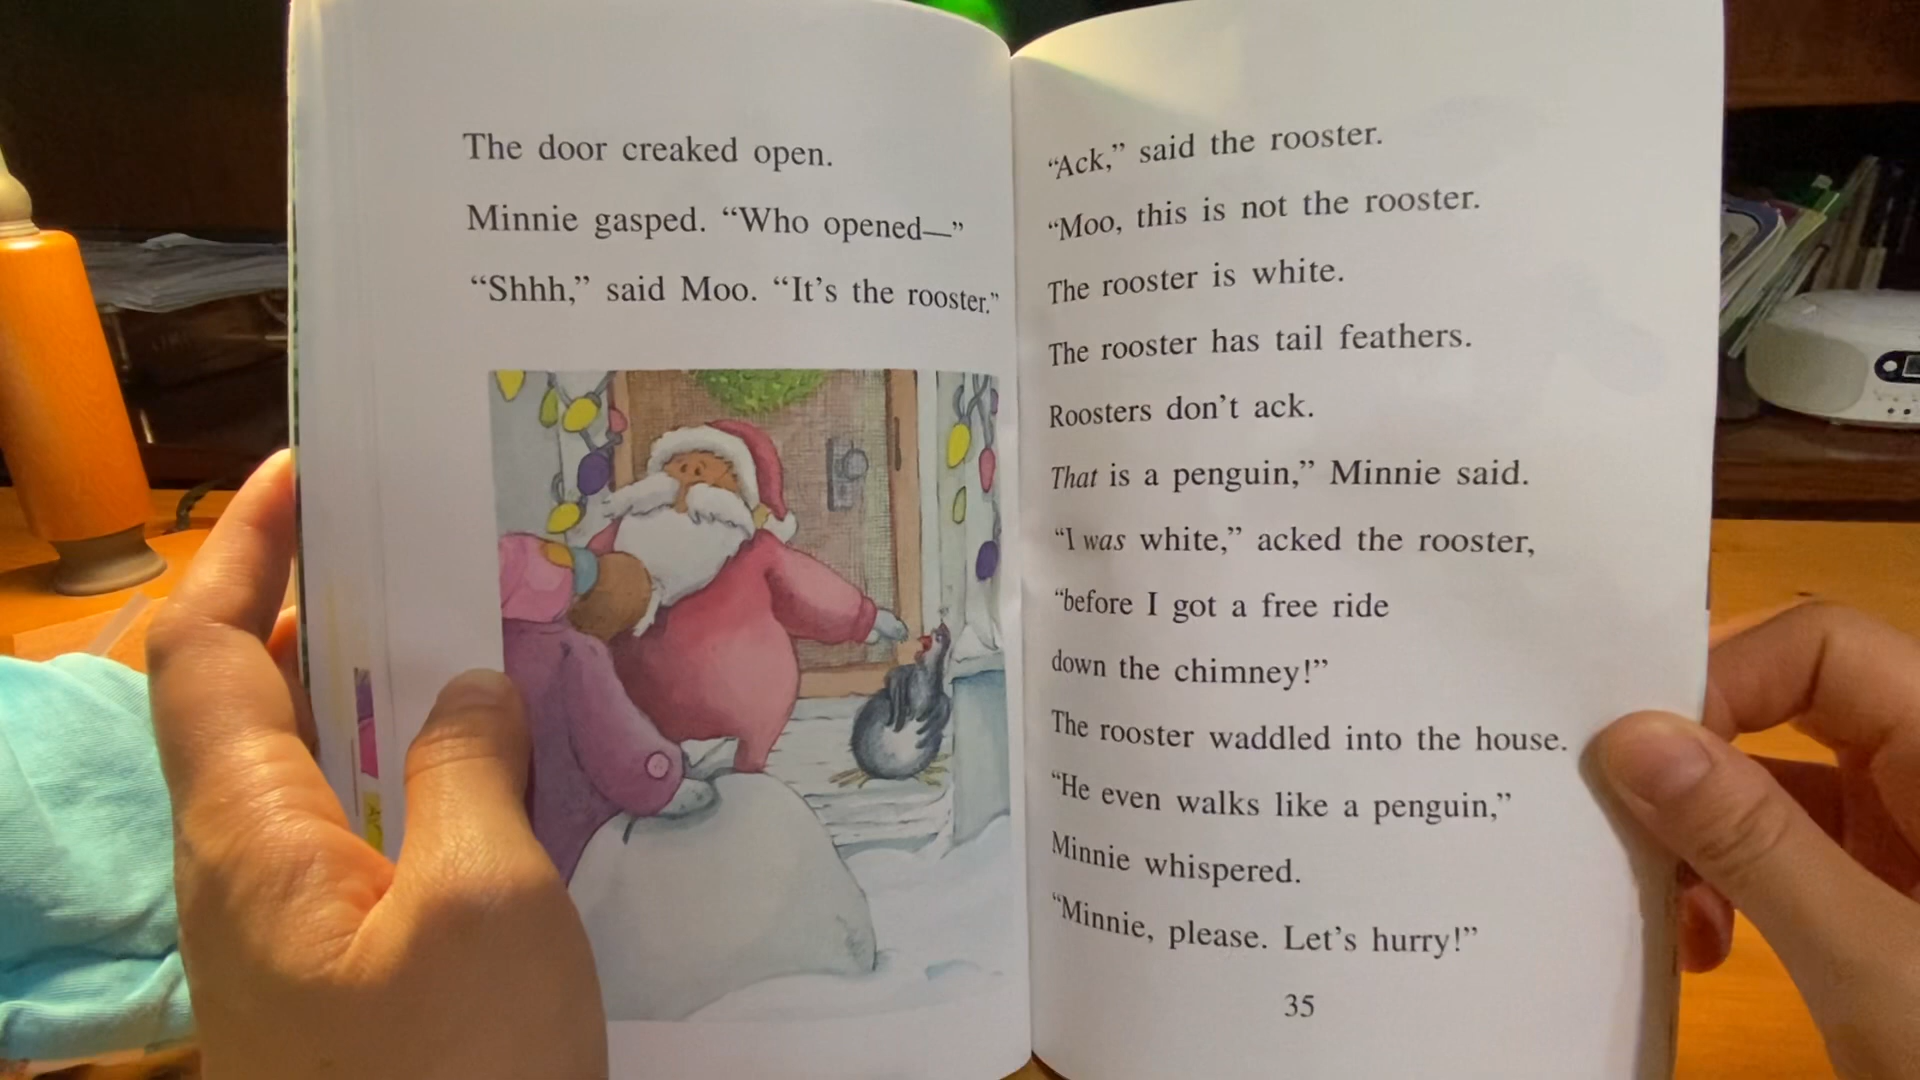 The door creaked open.
Minnie gasped. “Who opened—”
“Shhh,” said Moo. “It’s the rooster.”
“Ack,” said the rooster.
“Moo, this is not the rooster.
The rooster is white.
The rooster has tail feathers.
Roosters don’t ack.
That is a penguin,” Minnie said.
“I was white,” acked the rooster,
“before I got a free ride
down the chimney!”
The rooster waddled into the house.
“He even walks like a penguin,”
Minnie whispered.
“Minnie, please. Let’s hurry!”
35